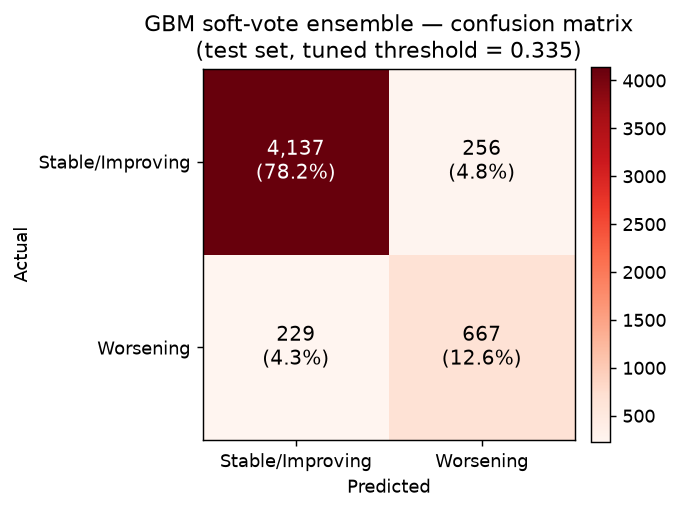 GBM soft-vote ensemble — confusion matrix
(test set, tuned threshold = 0.335)
Actual
Stable/Improving
4,137
(78.2%)
256
(4.8%)
Worsening
229
(4.3%)
667
(12.6%)
Stable/Improving
Worsening
Predicted
4000
3500
3000
2500
2000
1500
1000
500